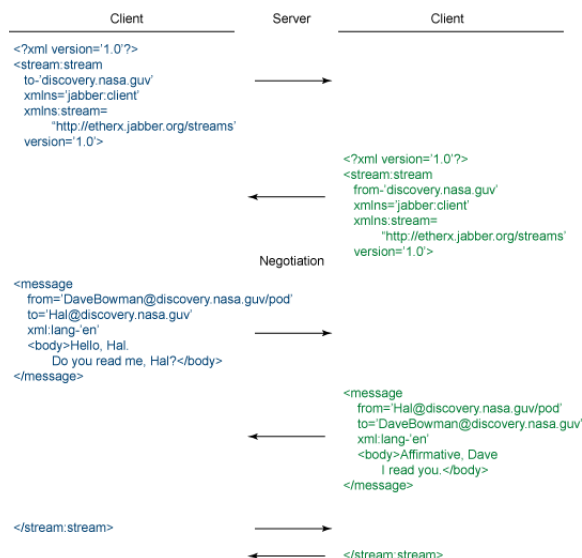 Client Server Client
<?xml version='1.0'?>
<stream:stream
to-'discovery.nasa.guv'
xmlns='jabber:client'
xmlns:stream=
"http://etherx.jabber.org/streams'
version='1.0'>
<?xml version='1.0'?>
<stream:stream
from-'discovery.nasa.guv'
xmlns='jabber:client'
xmlns:stream=
"http://etherx.jabber.org/streams'
version='1.0'>
Negotiation
<message
from='DaveBowman@discovery.nasa.guv/pod'
to='Hal@discovery.nasa.guv'
xml:lang-'en'
<body>Hello, Hal.
Do you read me, Hal?</body>
</message>
<message
from='Hal@discovery.nasa.guv/pod'
to='DaveBowman@discovery.nasa.guv'
xml:lang-'en'
<body>Affirmative, Dave
I read you.</body>
</message>
</stream:stream>
</stream:stream>